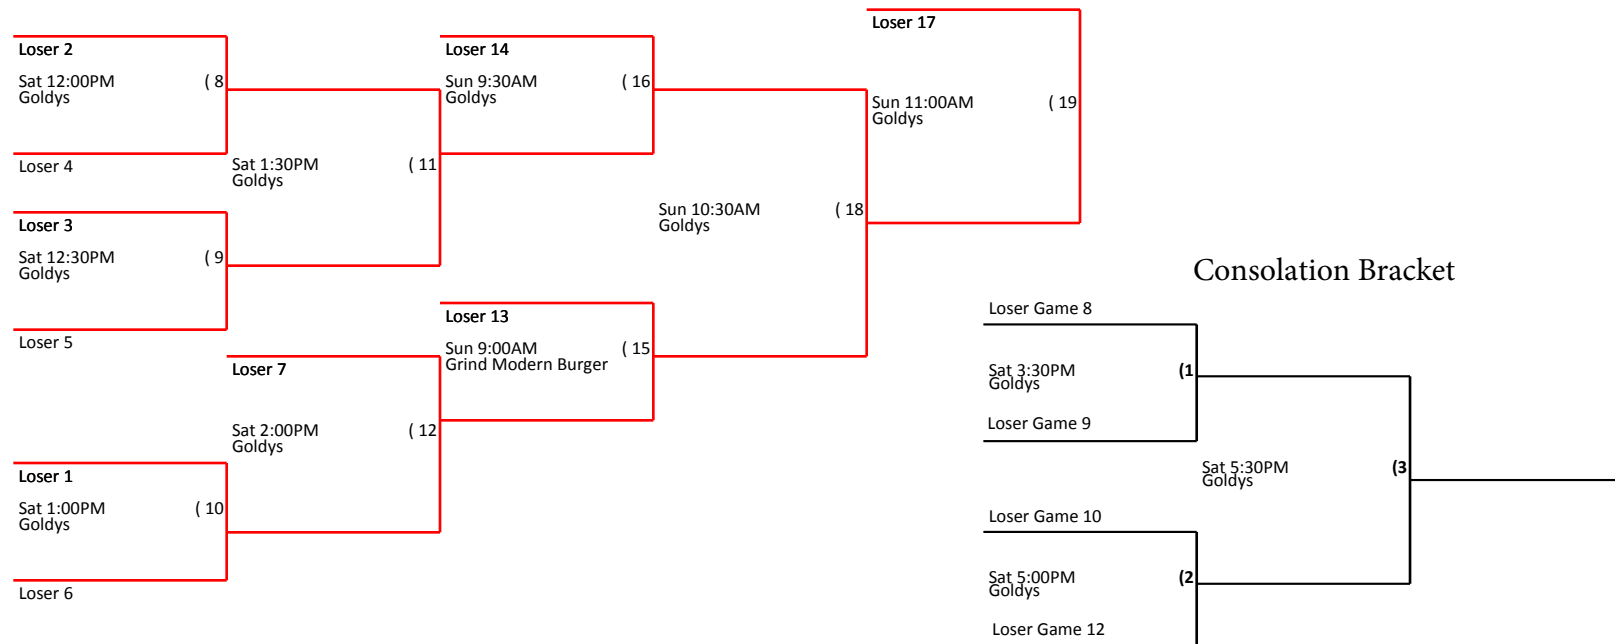 Loser 17
Loser 2
Loser 14
Sat 12:00PM
( 8
Goldys
Sun 9:30AM
( 16
Goldys
Sun 11:00AM
( 19
Goldys
Loser 4
Sat 1:30PM
( 11
Goldys
Loser 3
Sun 10:30AM
( 18
Goldys
Sat 12:30PM
( 9
Goldys
Loser 5
Loser 13
Sun 9:00AM
( 15
Grind Modern Burger
Loser 7
Sat 2:00PM
( 12
Goldys
Loser 1
Sat 1:00PM
( 10
Goldys
Loser 6
Consolation Bracket
Loser Game 8
Sat 3:30PM
(1
Goldys
Loser Game 9
Sat 5:30PM
(3
Goldys
Loser Game 10
Sat 5:00PM
(2
Goldys
Loser Game 12